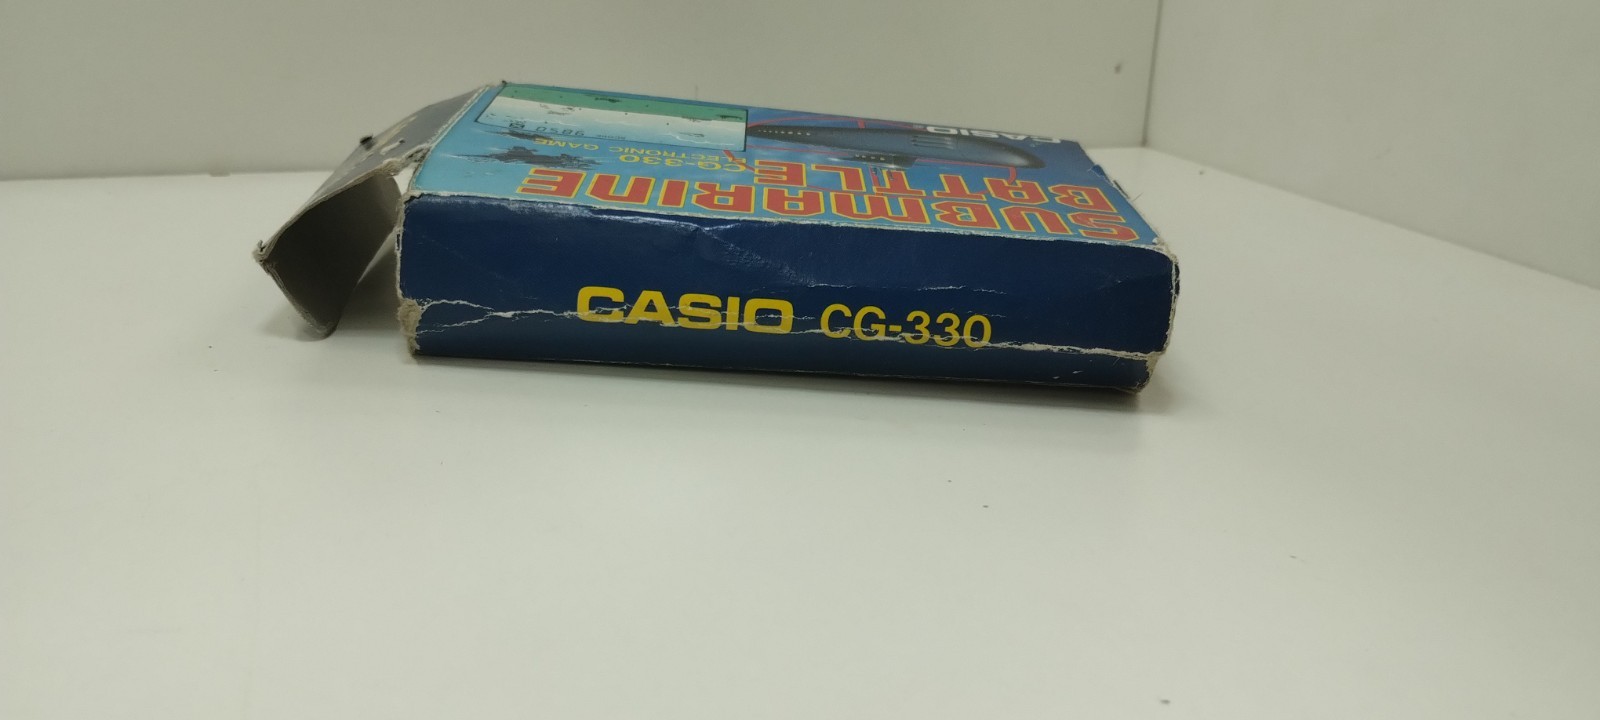 CASIO CG-330
SUBMARINE
BATTLE
CG-330
ELECTRONIC GAME
CASIO